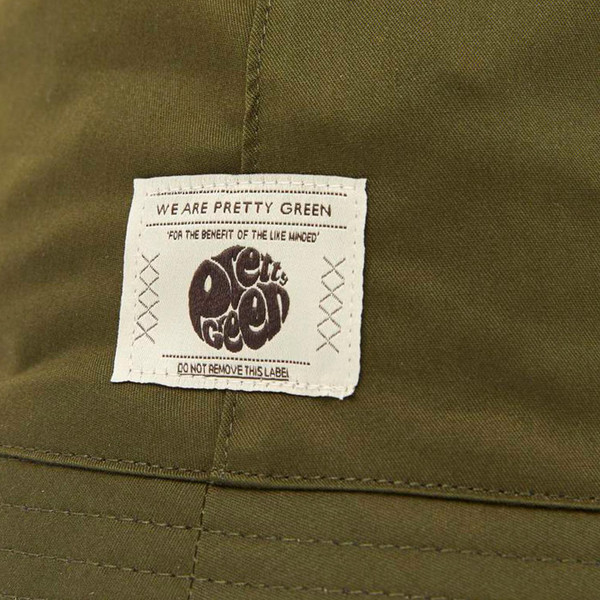 WE ARE PRETTY GREEN
'FOR THE BENEFIT OF THE LIKE MINDED'
Pretty
Green
DO NOT REMOVE THIS LABEL